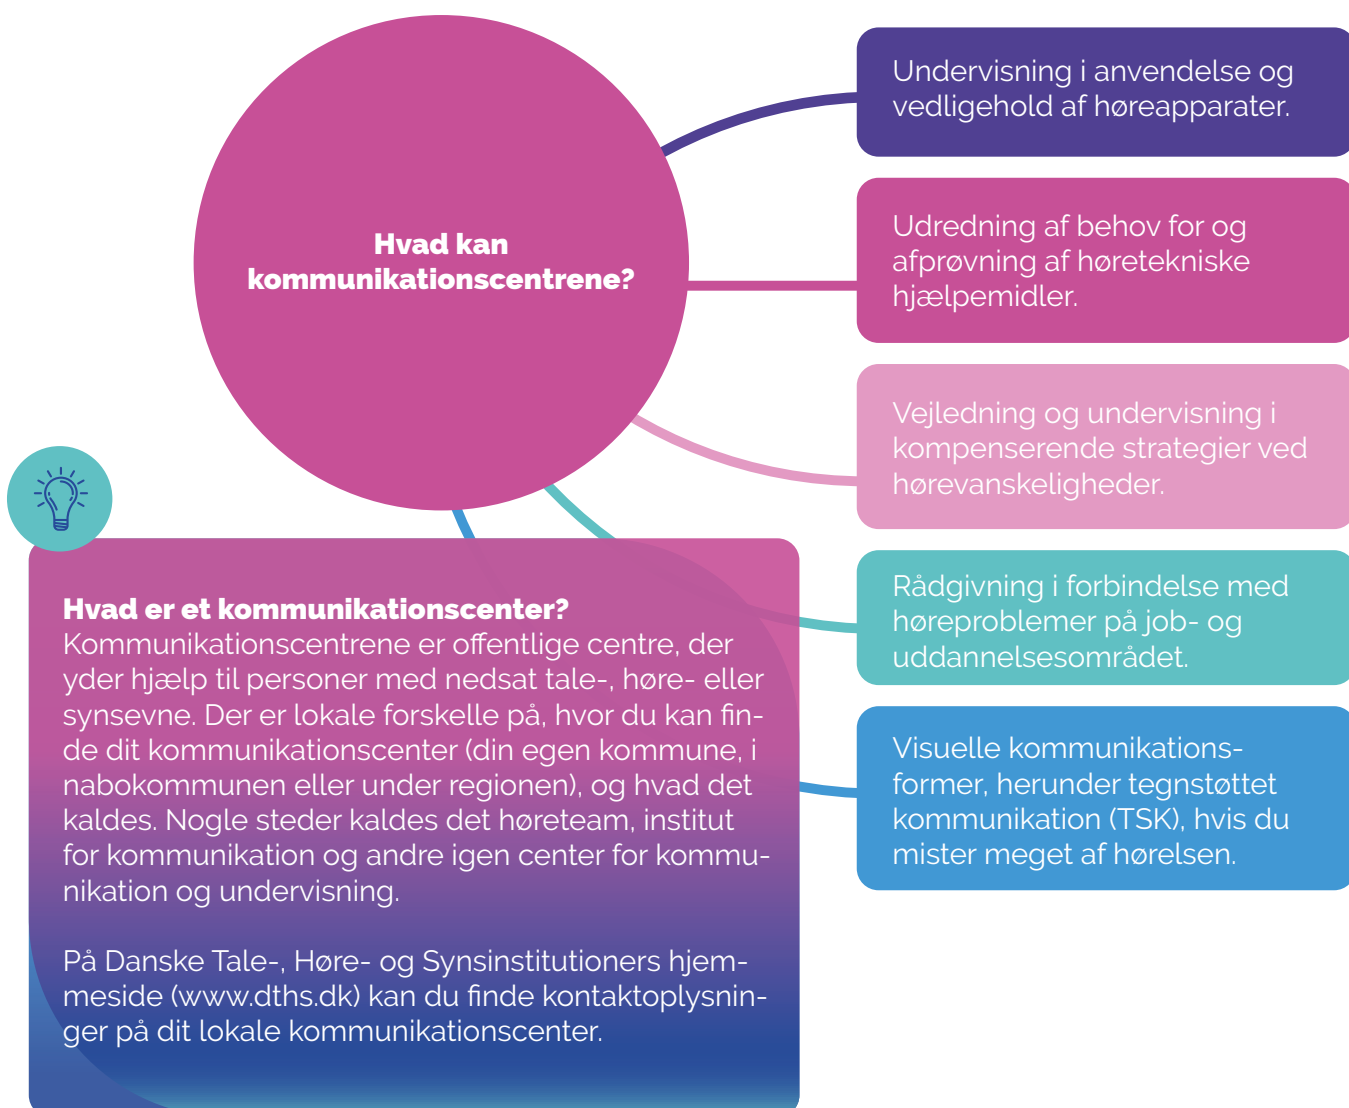 Hvad kan
kommunikationscentrene?
Undervisning i anvendelse og
vedligehold af høreapparater.
Udredning af behov for og
afprøvning af høretekniske
hjælpemidler.
Vejledning og undervisning i
kompenserende strategier ved
hørevanskeligheder.
Rådgivning i forbindelse med
høreproblemer på job- og
uddannelsesområdet.
Visuelle kommunikations-
former, herunder tegnstøttet
kommunikation (TSK), hvis du
mister meget af hørelsen.
Hvad er et kommunikationscenter?
Kommunikationscentrene er offentlige centre, der
yder hjælp til personer med nedsat tale-, høre- eller
synsevne. Der er lokale forskelle på, hvor du kan fin-
de dit kommunikationscenter (din egen kommune, i
nabokommunen eller under regionen), og hvad det
kaldes. Nogle steder kaldes det høreteam, institut
for kommunikation og andre igen center for kommu-
nikation og undervisning.
På Danske Tale-, Høre- og Synsinstitutioners hjem-
meside (www.dths.dk) kan du finde kontaktoplysnin-
ger på dit lokale kommunikationscenter.